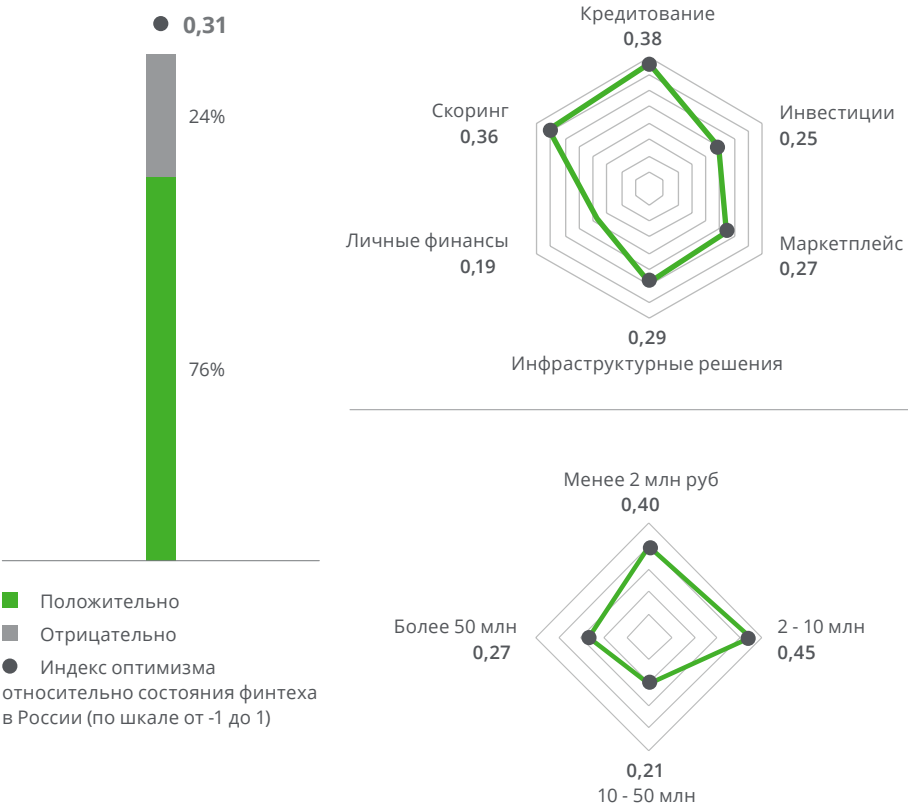 0,31
24%
76%
Положительно
Отрицательно
Индекс оптимизма
относительно состояния финтеха
в России (по шкале от -1 до 1)
Кредитование
0,38
Скоринг
0,36
Инвестиции
0,25
Личные финансы
0,19
Маркетплейс
0,27
0,29
Инфраструктурные решения
Менее 2 млн руб
0,40
Более 50 млн
0,27
2 - 10 млн
0,45
0,21
10 - 50 млн